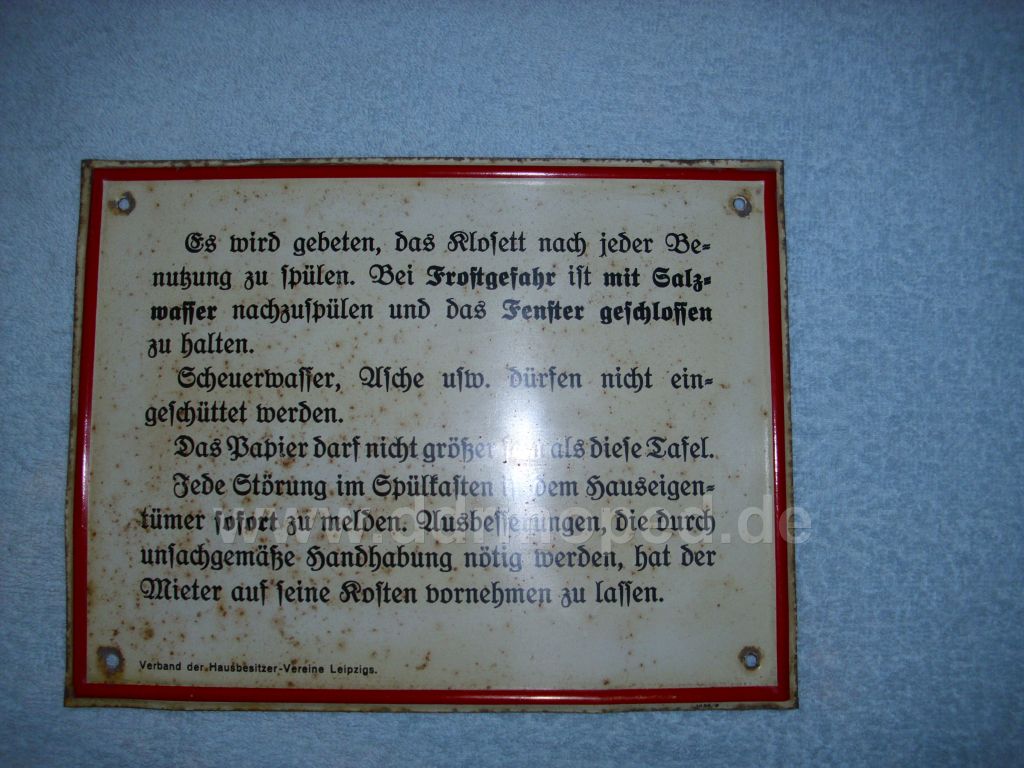 Es wird gebeten, das Klosett nach jeder Be-
nutzung zu spülen. Bei Frostgefahr ist mit Salz-
wasser nachzuspülen und das Fenster geschlossen
zu halten.
Scheuerwasser, Asche usw. dürfen nicht ein-
geschüttet werden.
Das Papier darf nicht größer sein als diese Tafel.
Jede Störung im Spülkasten ist dem Hauseigen-
tümer sofort zu melden. Ausbesserungen, die durch
unsachgemäße Handhabung nötig werden, hat der
Mieter auf seine Kosten vornehmen zu lassen.
Verband der Hausbesitzer-Vereine Leipzigs.
www.ddrmoped.de